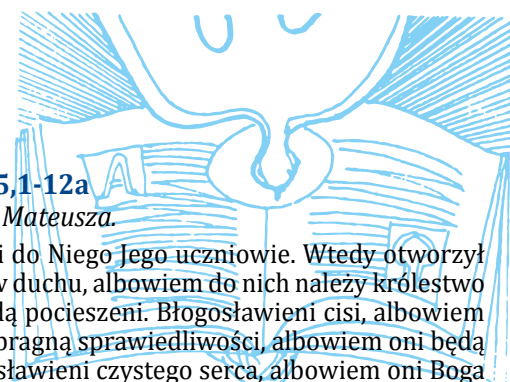 5,1-12a
Mateusza.
i do Niego Jego uczniowie. Wtedy otworzył
w duchu, albowiem do nich należy królestwo
dą pocieszeni. Błogosławieni cisi, albowiem
pragną sprawiedliwości, albowiem oni będą
sławieni czystego serca, albowiem oni Boga